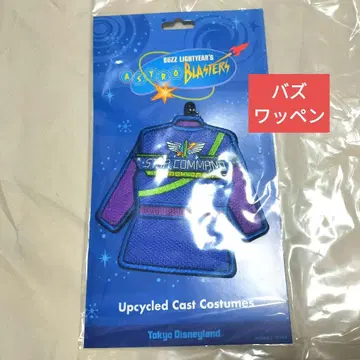 BUZZ LIGHTYEAR'S
ASTRO BLASTERS
バズ
ワッペン
STAR COMMAND
Upcycled Cast Costumes
Tokyo Disneyland